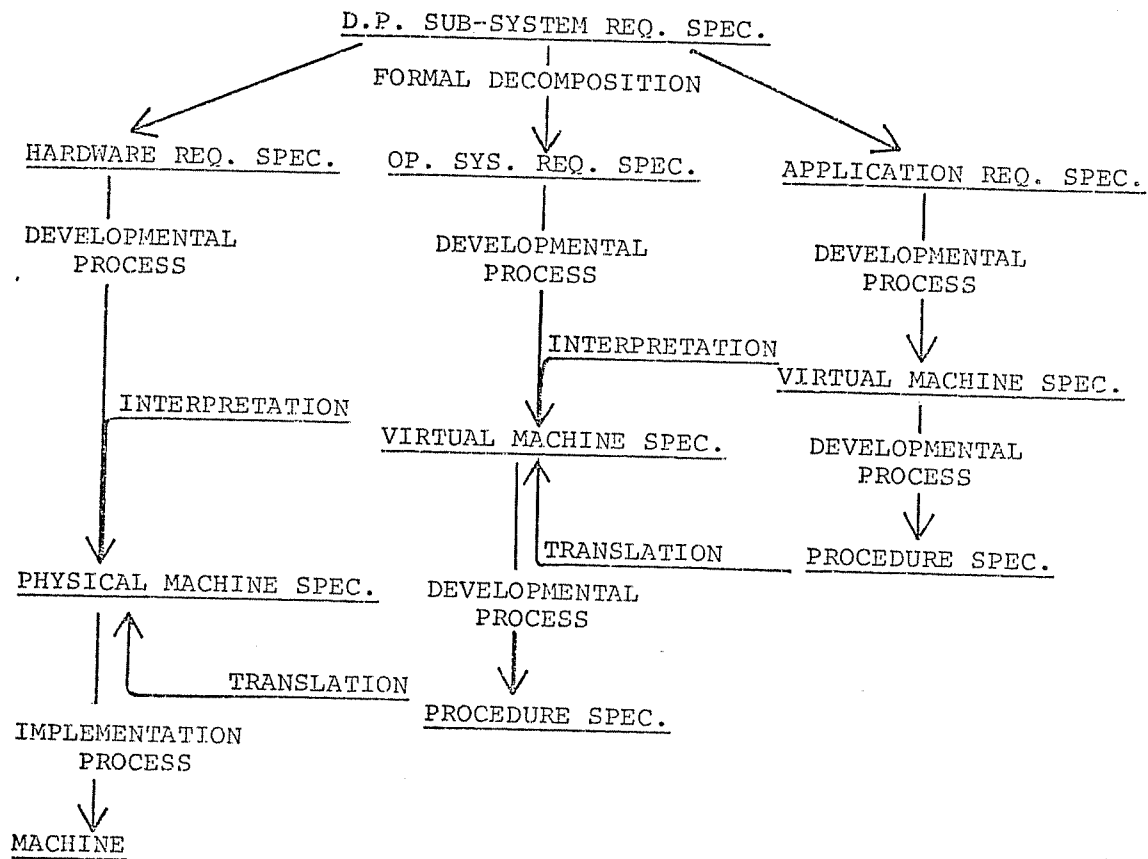 D.P. SUB-SYSTEM REQ. SPEC.
FORMAL DECOMPOSITION
HARDWARE REQ. SPEC.
OP. SYS. REQ. SPEC.
APPLICATION REQ. SPEC.
DEVELOPMENTAL
PROCESS
DEVELOPMENTAL
PROCESS
DEVELOPMENTAL
PROCESS
INTERPRETATION
VIRTUAL MACHINE SPEC.
INTERPRETATION
VIRTUAL MACHINE SPEC.
DEVELOPMENTAL
PROCESS
TRANSLATION
PROCEDURE SPEC.
PHYSICAL MACHINE SPEC.
DEVELOPMENTAL
PROCESS
TRANSLATION
PROCEDURE SPEC.
IMPLEMENTATION
PROCESS
MACHINE